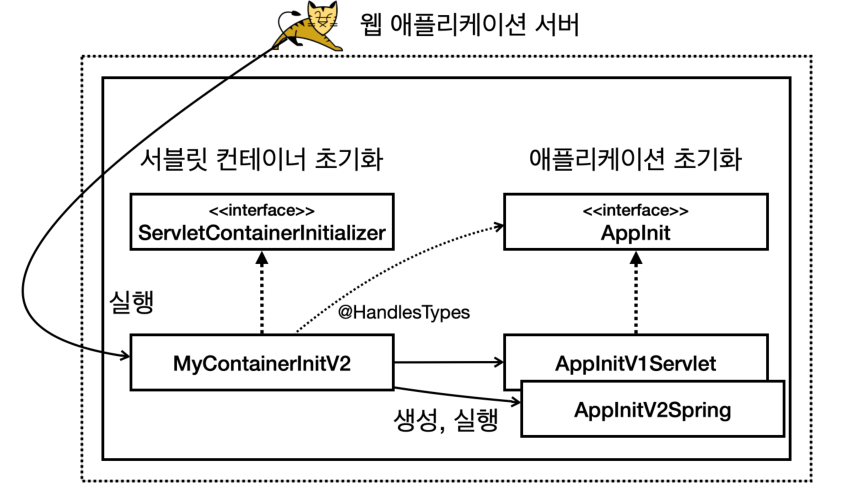 웹 애플리케이션 서버
서블릿 컨테이너 초기화
애플리케이션 초기화
<<interface>>
ServletContainerInitializer
<<interface>>
AppInit
실행
@HandlesTypes
MyContainerInitV2
AppInitV1Servlet
AppInitV2Spring
생성, 실행